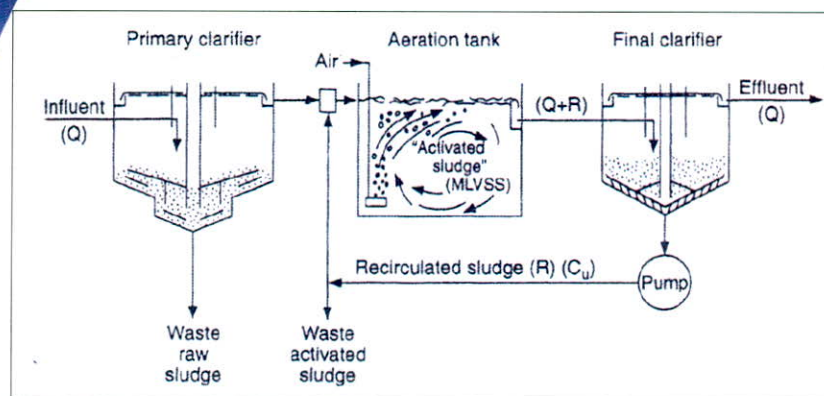 Primary clarifier
Aeration tank
Final clarifier
Air
Influent
(Q)
(Q+R)
Effluent
(Q)
"Activated
sludge"
(MLVSS)
Recirculated sludge (R) (Cu)
Pump
Waste
raw
sludge
Waste
activated
sludge